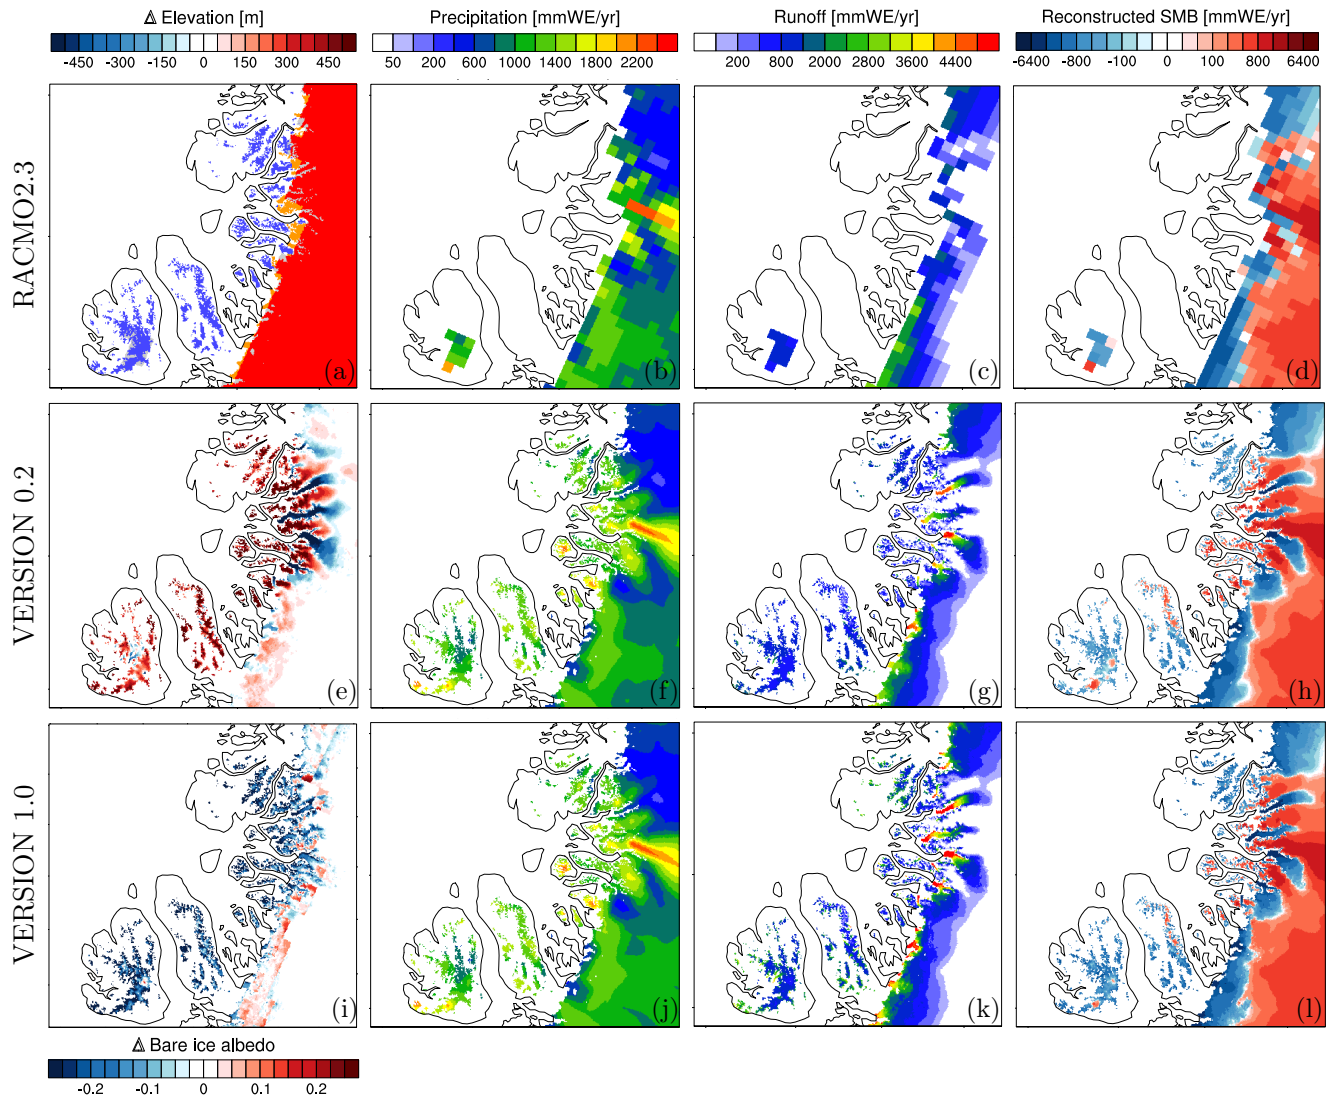 Δ Elevation [m]
Precipitation [mmWE/yr]
Runoff [mmWE/yr]
Reconstructed SMB [mmWE/yr]
-450 -300 -150 0 150 300 450
50 200 600 1000 1400 1800 2200
200 800 2000 2800 3600 4400
-6400 -800 -100 0 100 800 6400
RACMO2.3
(a)
(b)
(c)
(d)
VERSION 0.2
(e)
(f)
(g)
(h)
VERSION 1.0
(i)
(j)
(k)
(l)
Δ Bare ice albedo
-0.2 -0.1 0 0.1 0.2